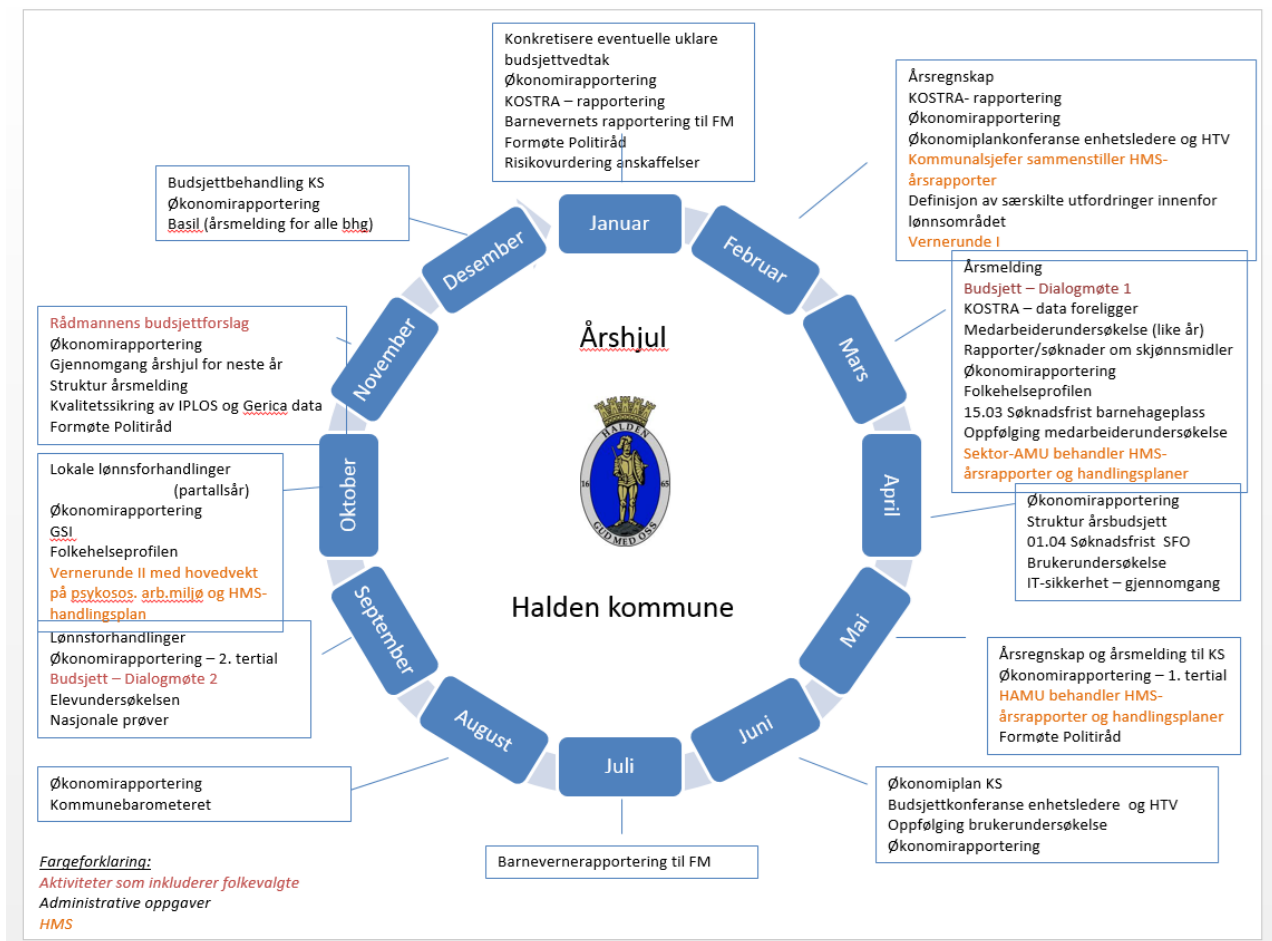 Konkretisere eventuelle uklare
budsjettvedtak
Økonomirapportering
KOSTRA – rapportering
Barnevernets rapportering til FM
Formøte Politiråd
Risikovurdering anskaffelser
Årsregnskap
KOSTRA- rapportering
Økonomirapportering
Økonomiplankonferanse enhetsledere og HTV
Kommunalsjefer sammenstiller HMS-
årsrapporter
Definisjon av særskilte utfordringer innenfor
lønnsområdet
Vernerunde I
Årsmelding
Budsjett – Dialogmøte 1
KOSTRA – data foreligger
Medarbeiderundersøkelse (like år)
Rapporter/søknader om skjønnsmidler
Økonomirapportering
Folkehelseprofilen
15.03 Søknadsfrist barnehageplass
Oppfølging medarbeiderundersøkelse
Sektor-AMU behandler HMS-
årsrapporter og handlingsplaner
Økonomirapportering
Struktur årsbudsjett
01.04 Søknadsfrist SFO
Brukerundersøkelse
IT-sikkerhet – gjennomgang
Årsregnskap og årsmelding til KS
Økonomirapportering – 1. tertial
HAMU behandler HMS-
årsrapporter og handlingsplaner
Formøte Politiråd
Økonomiplan KS
Budsjettkonferanse enhetsledere og HTV
Oppfølging brukerundersøkelse
Økonomirapportering
Barnevernerapportering til FM
Økonomirapportering
Kommunebarometeret
Lønnsforhandlinger
Økonomirapportering – 2. tertial
Budsjett – Dialogmøte 2
Elevundersøkelsen
Nasjonale prøver
Lokale lønnsforhandlinger
(partallsår)
Økonomirapportering
GSI
Folkehelseprofilen
Vernerunde II med hovedvekt
på psykosos. arb.miljø og HMS-
handlingsplan
Rådmannens budsjettforslag
Økonomirapportering
Gjennomgang årshjul for neste år
Struktur årsmelding
Kvalitetssikring av IPLOS og Gerica data
Formøte Politiråd
Budsjettbehandling KS
Økonomirapportering
Basil (årsmelding for alle bhg)
Januar
Februar
Mars
April
Mai
Juni
Juli
August
September
Oktober
November
Desember
Årshjul
HALDEN
16 65
GUD MED OSS
Halden kommune
Fargeforklaring:
Aktiviteter som inkluderer folkevalgte
Administrative oppgaver
HMS